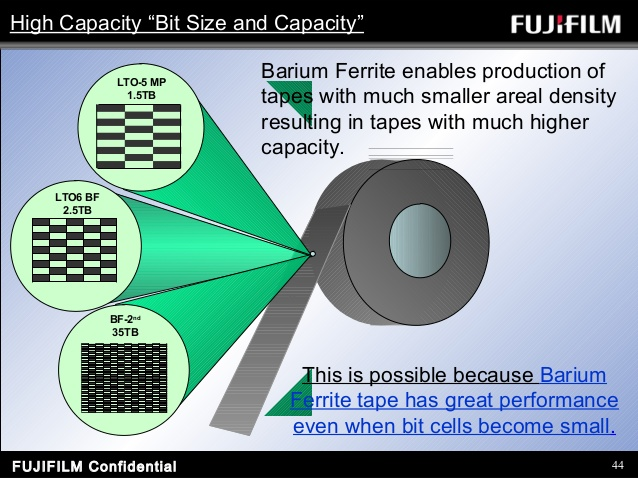 High Capacity “Bit Size and Capacity”
FUJIFILM
LTO-5 MP
1.5TB
Barium Ferrite enables production of
tapes with much smaller areal density
resulting in tapes with much higher
capacity.
LTO6 BF
2.5TB
BF-2nd
35TB
This is possible because Barium
Ferrite tape has great performance
even when bit cells become small.
FUJIFILM Confidential
44